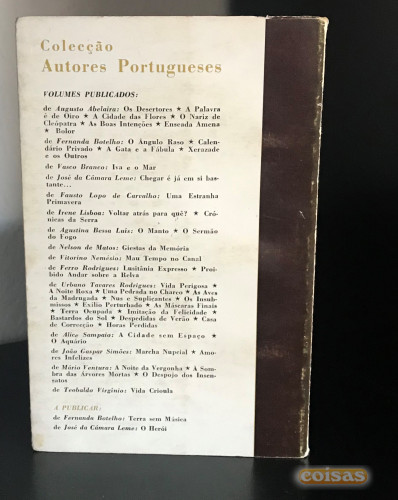 Colecção
Autores Portugueses
VOLUMES PUBLICADOS:
de Augusto Abelaira: Os Desertores ★ A Palavra
é de Oiro ★ A Cidade das Flores ★ O Nariz de
Cleópatra ★ As Boas Intenções ★ Enseada Amena
★ Bolor
de Fernanda Botelho: O Ângulo Raso ★ Calen-
dário Privado ★ A Gata e a Fábula ★ Xerazade
e os Outros
de Vasco Branco: Iva e o Mar
de José da Câmara Leme: Chegar é já em si bas-
tante...
de Fausto Lopo de Carvalho: Uma Estranha
Primavera
de Irene Lisboa: Voltar atrás para quê? ★ Cró-
nicas da Serra
de Agustina Bessa Luís: O Manto ★ O Sermão
do Fogo
de Nelson de Matos: Giestas da Memória
de Vitorino Nemésio: Mau Tempo no Canal
de Ferro Rodrigues: Lusitânia Expresso ★ Proi-
bido Andar sobre a Relva
de Urbano Tavares Rodrigues: Vida Perigosa ★
A Noite Roxa ★ Uma Pedrada no Charco ★ As Aves
da Madrugada ★ Nus e Suplicantes ★ Os Insub-
missos ★ Exílio Perturbado ★ As Máscaras Finais
★ Terra Ocupada ★ Imitação da Felicidade ★
Bastardos do Sol ★ Despedidas de Verão ★ Casa
de Correcção ★ Horas Perdidas
de Alice Sampaio: A Cidade sem Espaço ★ O
Aquário
de João Gaspar Simões: Marcha Nupcial ★ Amo-
res Infelizes
de Mário Ventura: A Noite da Vergonha ★ A Som-
bra das Árvores Mortas ★ O Despojo dos Insen-
satos
de Teobaldo Virgínio: Vida Crioula
A PUBLICAR:
de Fernanda Botelho: Terra sem Música
de José da Câmara Leme: O Herói
coisas